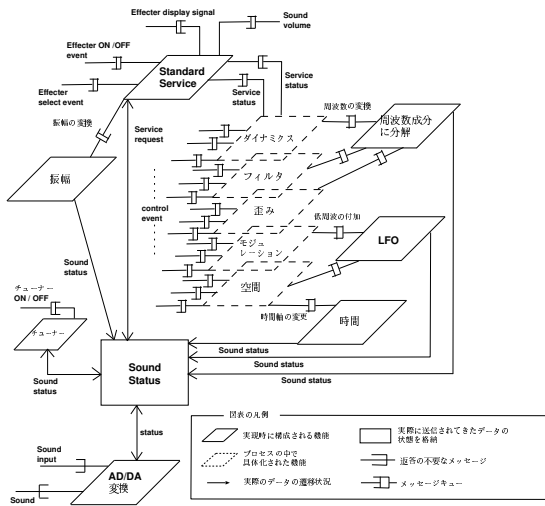 Effecter display signal
Sound
volume
Effecter ON /OFF
event
Standard
Service
Effecter
select event
Service
status
Service
status
振幅の変換
Service
request
周波数の変換
周波数成分
に分解
ダイナミクス
振幅
フィルタ
control
event
歪み
低周波の付加
LFO
モジュ
レーション
Sound
status
空間
チューナー
ON / OFF
時間軸の変更
時間
チューナー
Sound
Status
Sound status
Sound status
Sound status
Sound
status
status
図表の凡例
実現時に構成される機能
実際に送信されてきたデータの
状態を格納
プロセスの中で
具体化された機能
返答の不要なメッセージ
実際のデータの遷移状況
メッセージキュー
Sound
input
AD/DA
変換
Sound